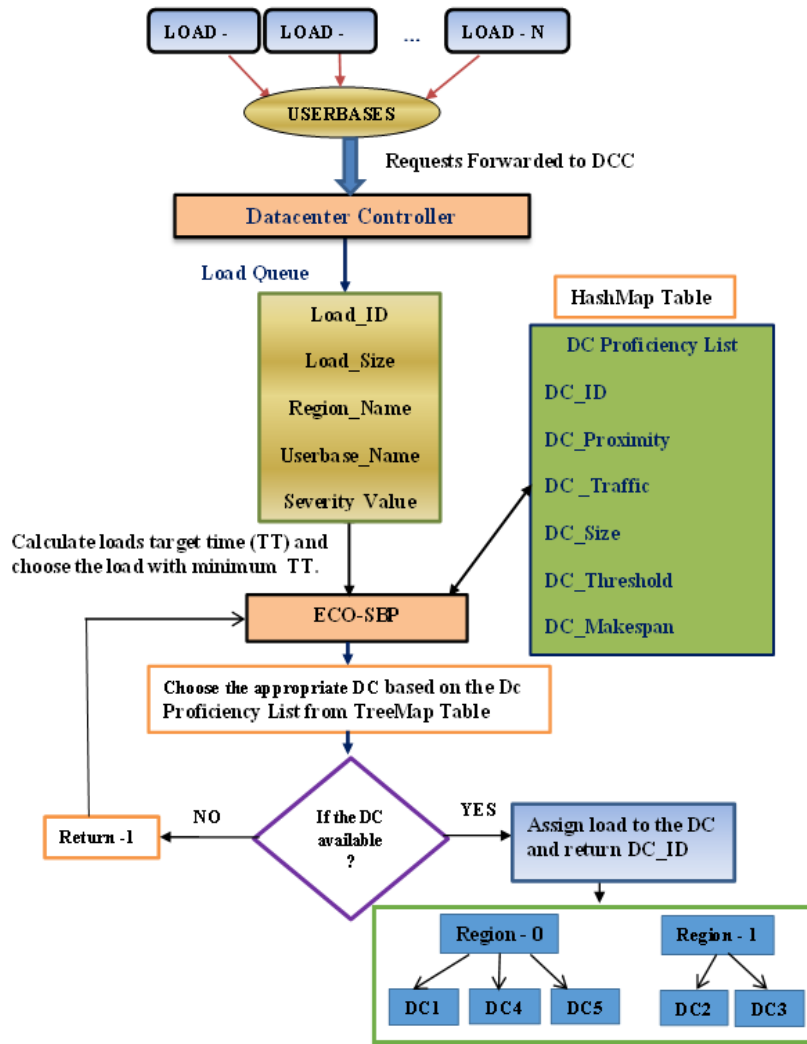 LOAD -
LOAD -
...
LOAD - N
USERBASES
Requests Forwarded to DCC
Datacenter Controller
Load Queue
Load_ID
Load_Size
Region_Name
Userbase_Name
Severity Value
HashMap Table
DC Proficiency List
DC_ID
DC_Proximity
DC _Traffic
DC_Size
DC_Threshold
DC_Makespan
Calculate loads target time (TT) and
choose the load with minimum TT.
ECO-SBP
Choose the appropriate DC based on the Dc
Proficiency List from TreeMap Table
If the DC
available
?
NO
Return -1
YES
Assign load to the DC
and return DC_ID
Region - 0
Region - 1
DC1
DC4
DC5
DC2
DC3